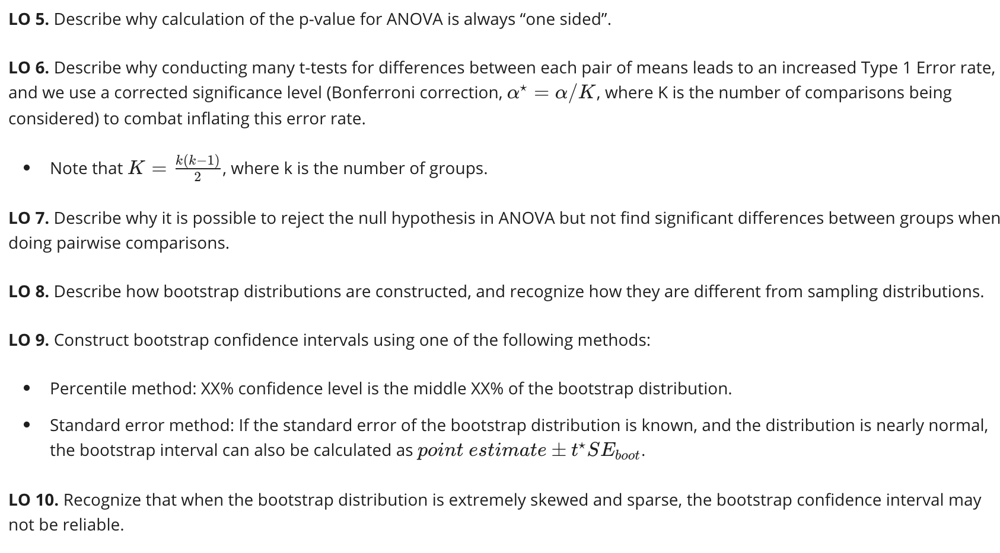 LO 5. Describe why calculation of the p-value for ANOVA is always “one sided”.
LO 6. Describe why conducting many t-tests for differences between each pair of means leads to an increased Type 1 Error rate,
and we use a corrected significance level (Bonferroni correction, α⋆ = α/K, where K is the number of comparisons being
considered) to combat inflating this error rate.
• Note that K = k(k−1)/2, where k is the number of groups.
LO 7. Describe why it is possible to reject the null hypothesis in ANOVA but not find significant differences between groups when
doing pairwise comparisons.
LO 8. Describe how bootstrap distributions are constructed, and recognize how they are different from sampling distributions.
LO 9. Construct bootstrap confidence intervals using one of the following methods:
• Percentile method: XX% confidence level is the middle XX% of the bootstrap distribution.
• Standard error method: If the standard error of the bootstrap distribution is known, and the distribution is nearly normal,
the bootstrap interval can also be calculated as point estimate ± t⋆SE_boot.
LO 10. Recognize that when the bootstrap distribution is extremely skewed and sparse, the bootstrap confidence interval may
not be reliable.